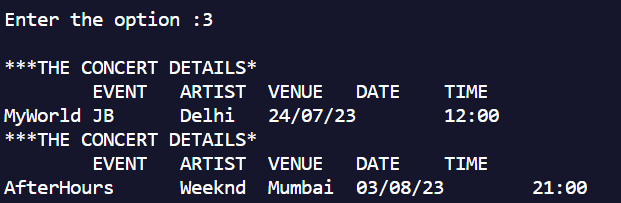 Enter the option :3
***THE CONCERT DETAILS*
EVENT ARTIST VENUE DATE TIME
MyWorld JB Delhi 24/07/23 12:00
***THE CONCERT DETAILS*
EVENT ARTIST VENUE DATE TIME
AfterHours Weeknd Mumbai 03/08/23 21:00